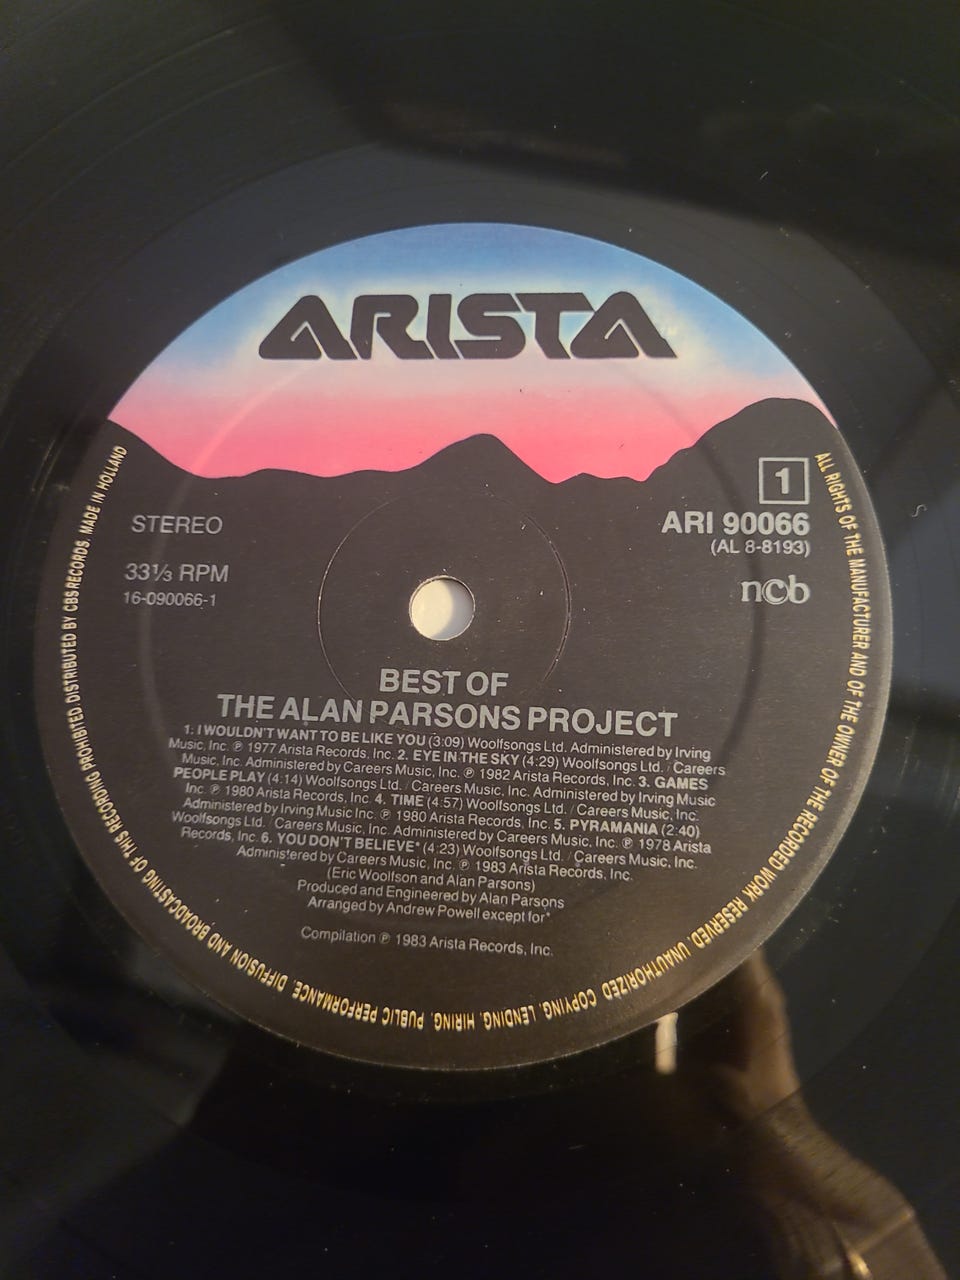 ARISTA
1
STEREO
ARI 90066
(AL 8-8193)
33⅓ RPM
16-090066-1
ncb
BEST OF
THE ALAN PARSONS PROJECT
1: I WOULDN'T WANT TO BE LIKE YOU (3:09) Woolfsongs Ltd. Administered by Irving
Music, Inc. ℗ 1977 Arista Records, Inc. 2. EYE IN THE SKY (4:29) Woolfsongs Ltd. / Careers
Music, Inc. Administered by Careers Music, Inc. ℗ 1982 Arista Records, Inc. 3. GAMES
PEOPLE PLAY (4:14) Woolfsongs Ltd. / Careers Music, Inc. Administered by Irving Music
Inc. ℗ 1980 Arista Records, Inc. 4. TIME (4:57) Woolfsongs Ltd. / Careers Music, Inc.
Administered by Irving Music Inc. ℗ 1980 Arista Records, Inc. 5. PYRAMANIA (2:40)
Woolfsongs Ltd. / Careers Music, Inc. Administered by Careers Music, Inc. ℗ 1978 Arista
Records, Inc. 6. YOU DON'T BELIEVE* (4:23) Woolfsongs Ltd. / Careers Music, Inc.
Administered by Careers Music, Inc. ℗ 1983 Arista Records, Inc.
(Eric Woolfson and Alan Parsons)
Produced and Engineered by Alan Parsons
Arranged by Andrew Powell except for*
Compilation ℗ 1983 Arista Records, Inc.
ALL RIGHTS OF THE MANUFACTURER AND OF THE OWNER OF THE RECORDED WORK RESERVED. UNAUTHORIZED COPYING, LENDING, HIRING, PUBLIC PERFORMANCE, DIFFUSION AND BROADCASTING OF THIS RECORDING PROHIBITED. DISTRIBUTED BY CBS RECORDS. MADE IN HOLLAND